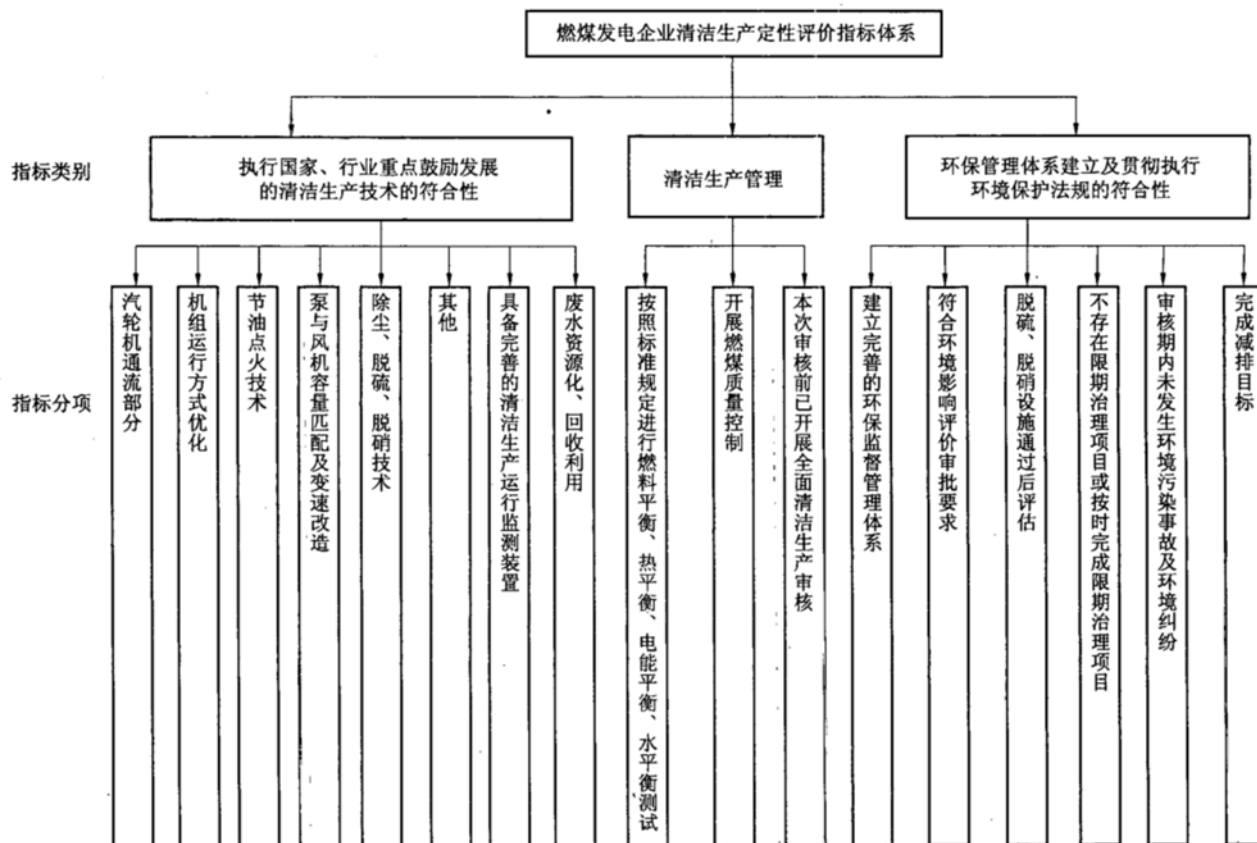 燃煤发电企业清洁生产定性评价指标体系
指标类别
执行国家、行业重点鼓励发展
的清洁生产技术的符合性
清洁生产管理
环保管理体系建立及贯彻执行
环境保护法规的符合性
指标分项
汽轮机通流部分
机组运行方式优化
节油点火技术
泵与风机容量匹配及变速改造
除尘、脱硫、脱硝技术
其他
具备完善的清洁生产运行监测装置
废水资源化、回收利用
按照标准规定进行燃料平衡、热平衡、电能平衡、水平衡测试
开展燃煤质量控制
本次审核前已开展全面清洁生产审核
建立完善的环保监督管理体系
符合环境影响评价审批要求
脱硫、脱硝设施通过后评估
不存在限期治理项目或按时完成限期治理项目
审核期内未发生环境污染事故及环境纠纷
完成减排目标